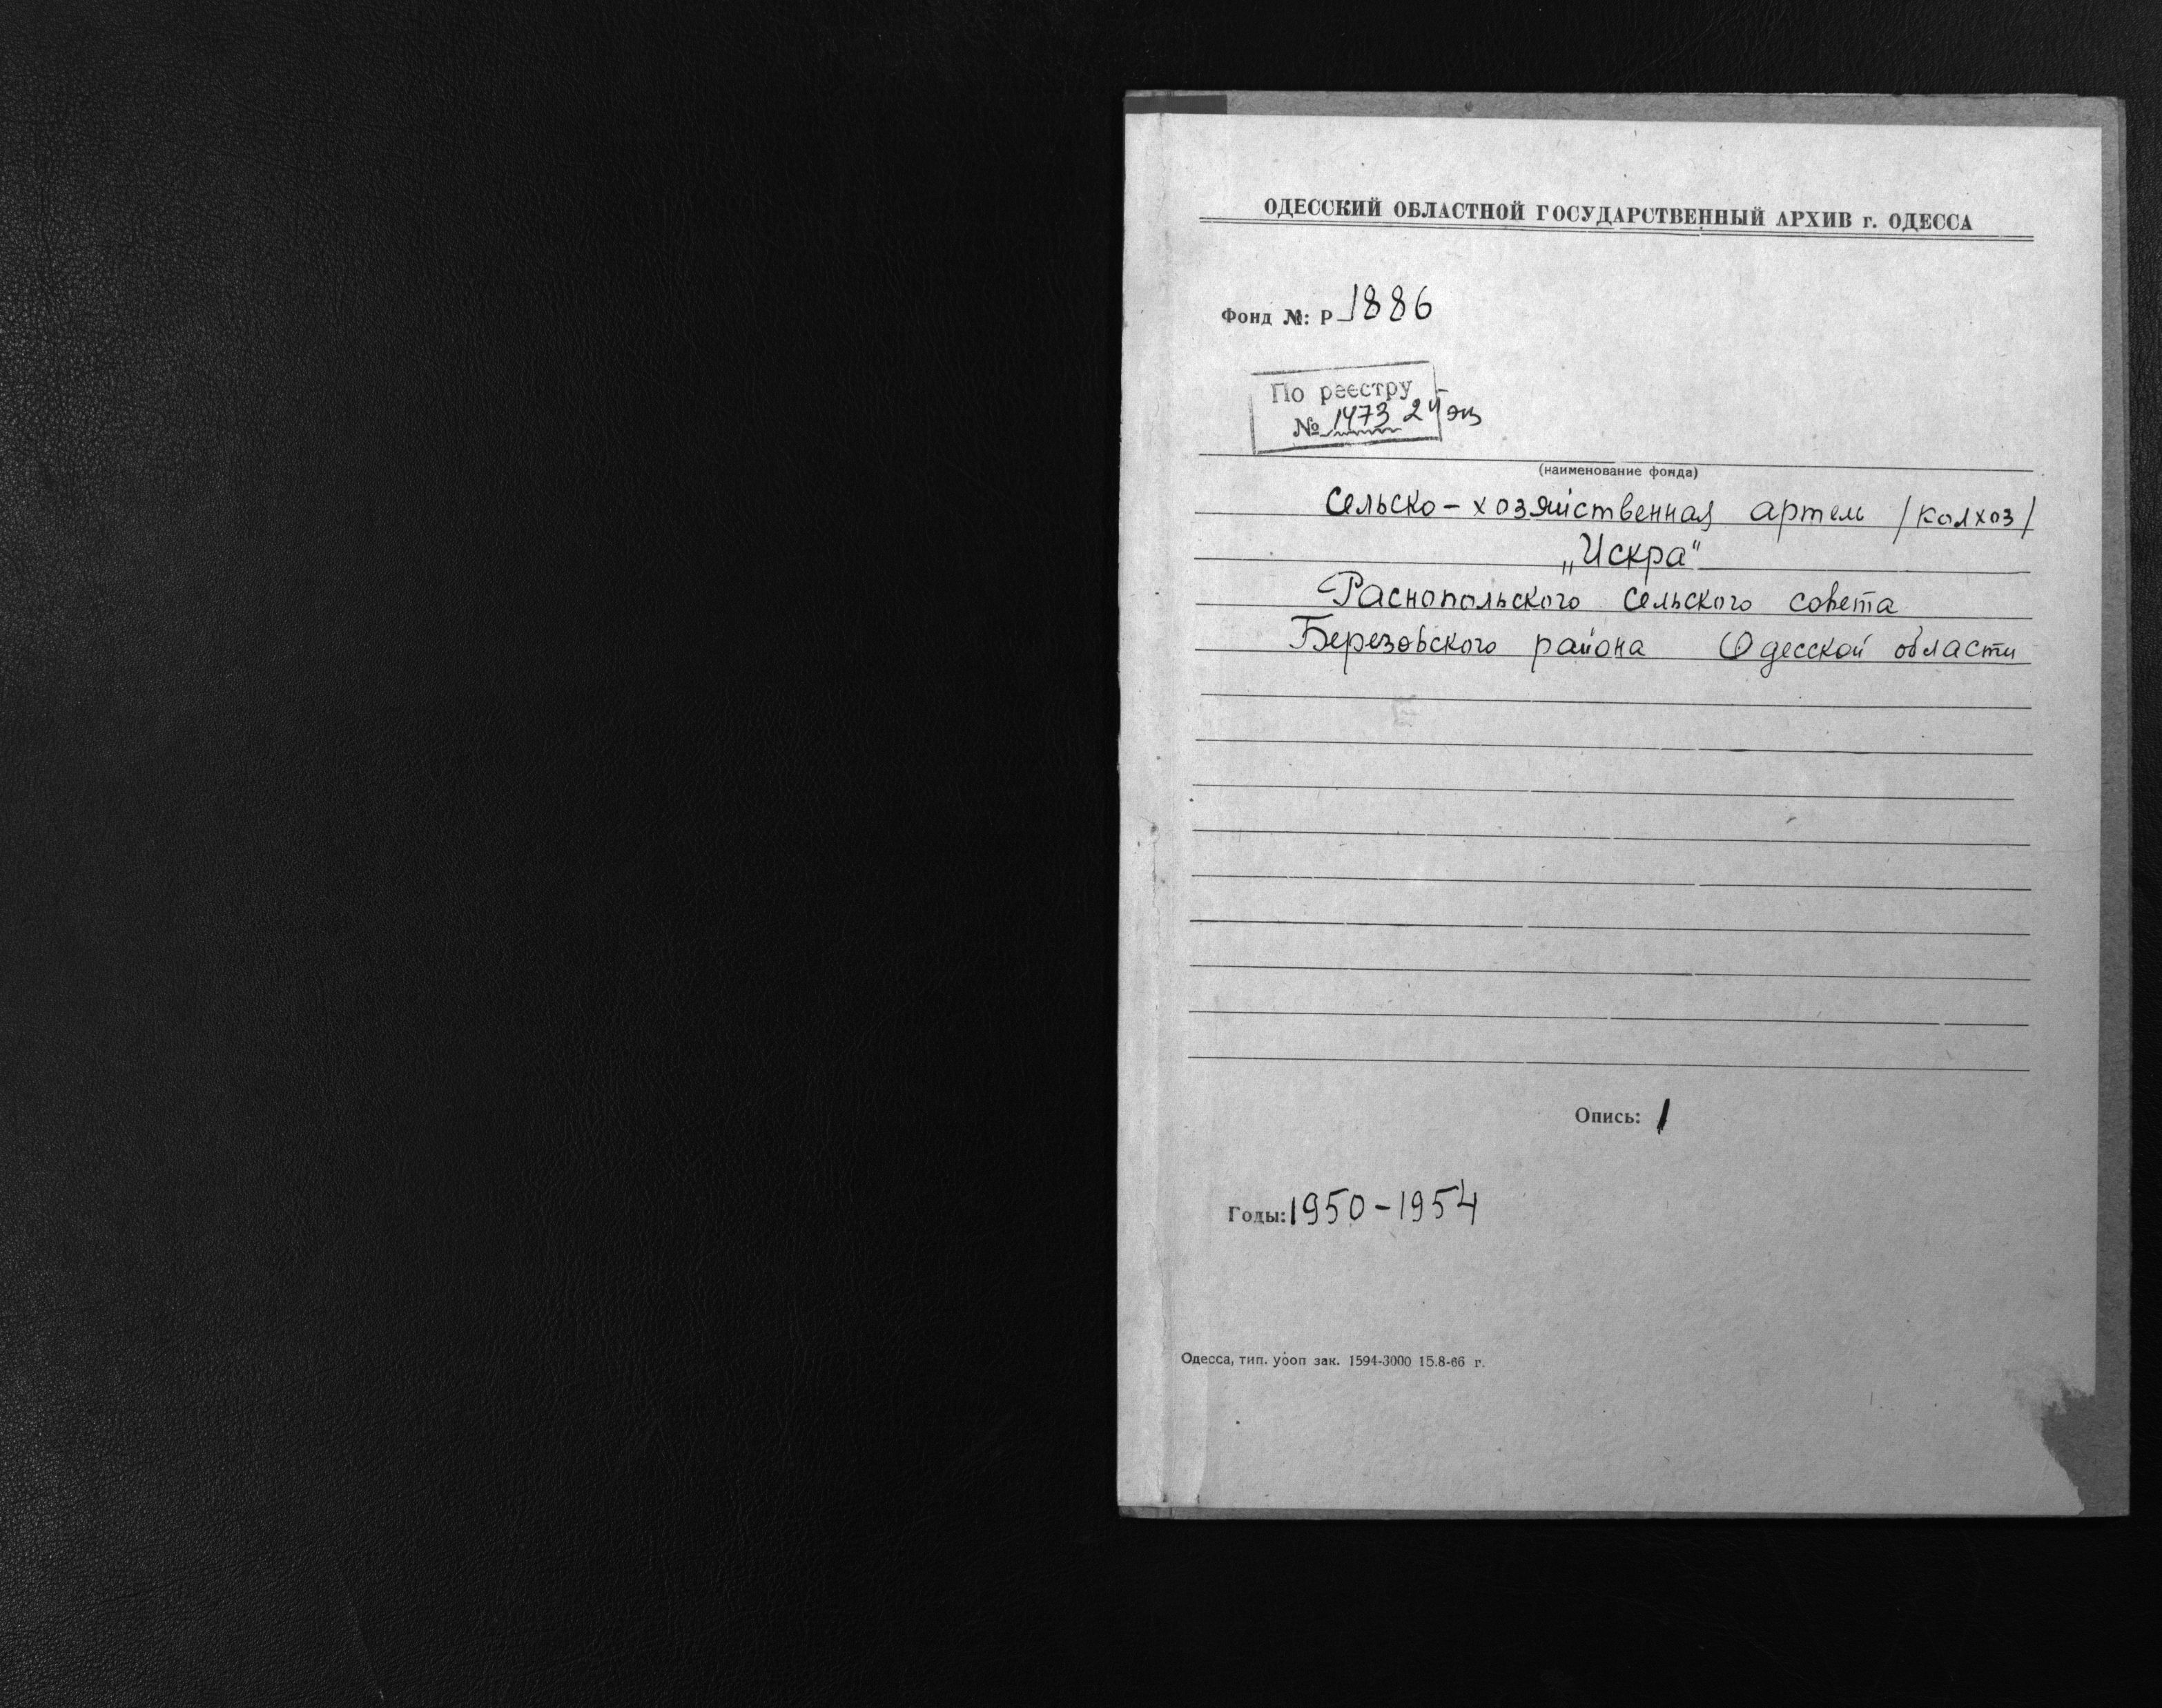 ОДЕССКИЙ ОБЛАСТНОЙ ГОСУДАРСТВЕННЫЙ АРХИВ г. ОДЕССА
Фонд №: Р-1886
По реестру
№ 1473 2й экз
(наименование фонда)
Сельско-хозяйственная артель /колхоз/
„Искра"
Раснопольского сельского совета
Березовского района Одесской области
Опись: 1
Годы: 1950-1954
Одесса, тип. уооп зак. 1594-3000 15.8-66 г.